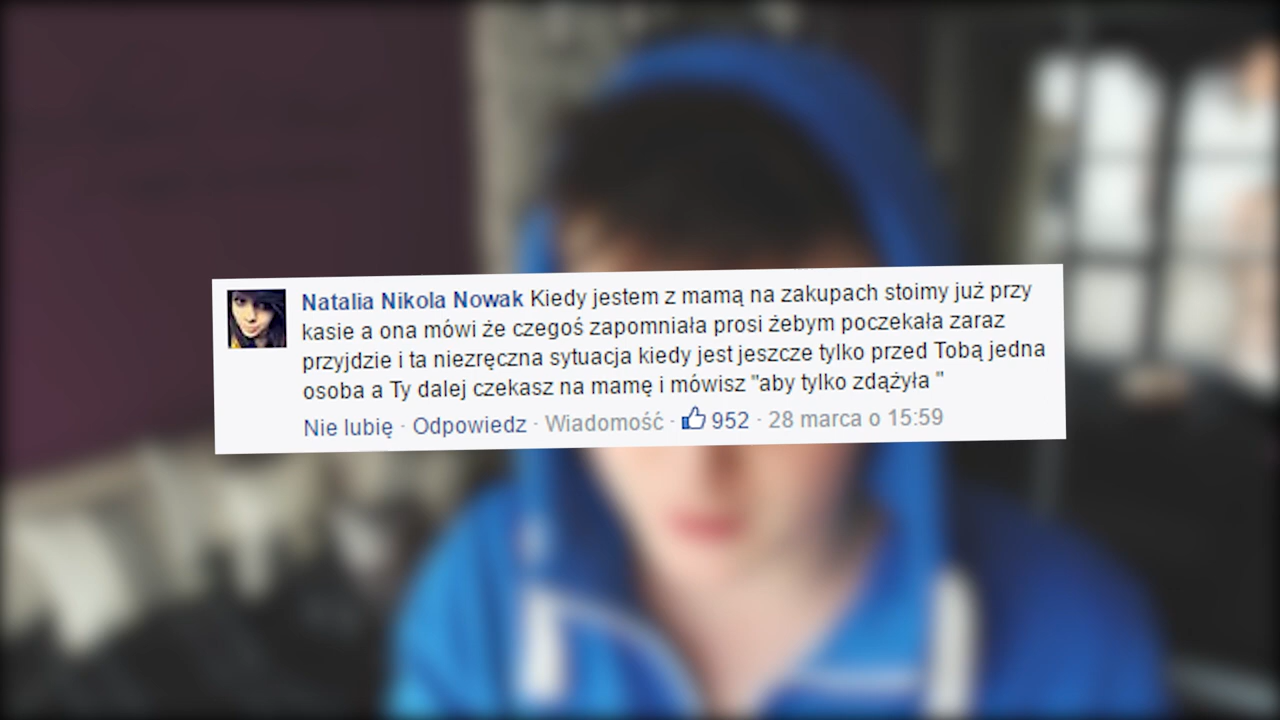 Natalia Nikola Nowak Kiedy jestem z mamą na zakupach stoimy już przy
kasie a ona mówi że czegoś zapomniała prosi żebym poczekała zaraz
przyjdzie i ta niezręczna sytuacja kiedy jest jeszcze tylko przed Tobą jedna
osoba a Ty dalej czekasz na mamę i mówisz "aby tylko zdążyła "
Nie lubię · Odpowiedz · Wiadomość · 952 · 28 marca o 15:59